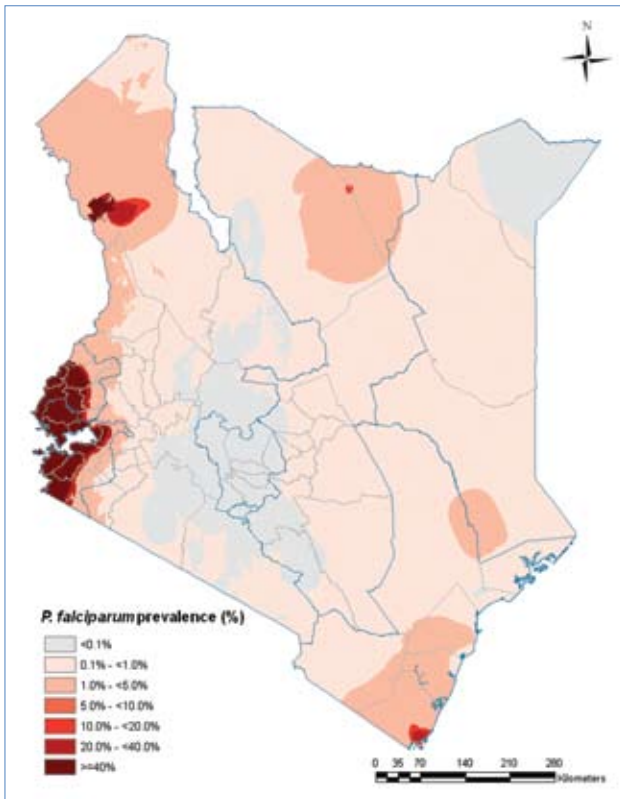 N
P. falciparum prevalence (%)
<0.1%
0.1% - <1.0%
1.0% - <5.0%
5.0% - <10.0%
10.0% - <20.0%
20.0% - <40.0%
>=40%
0 35 70 140 210 280
Kilometers